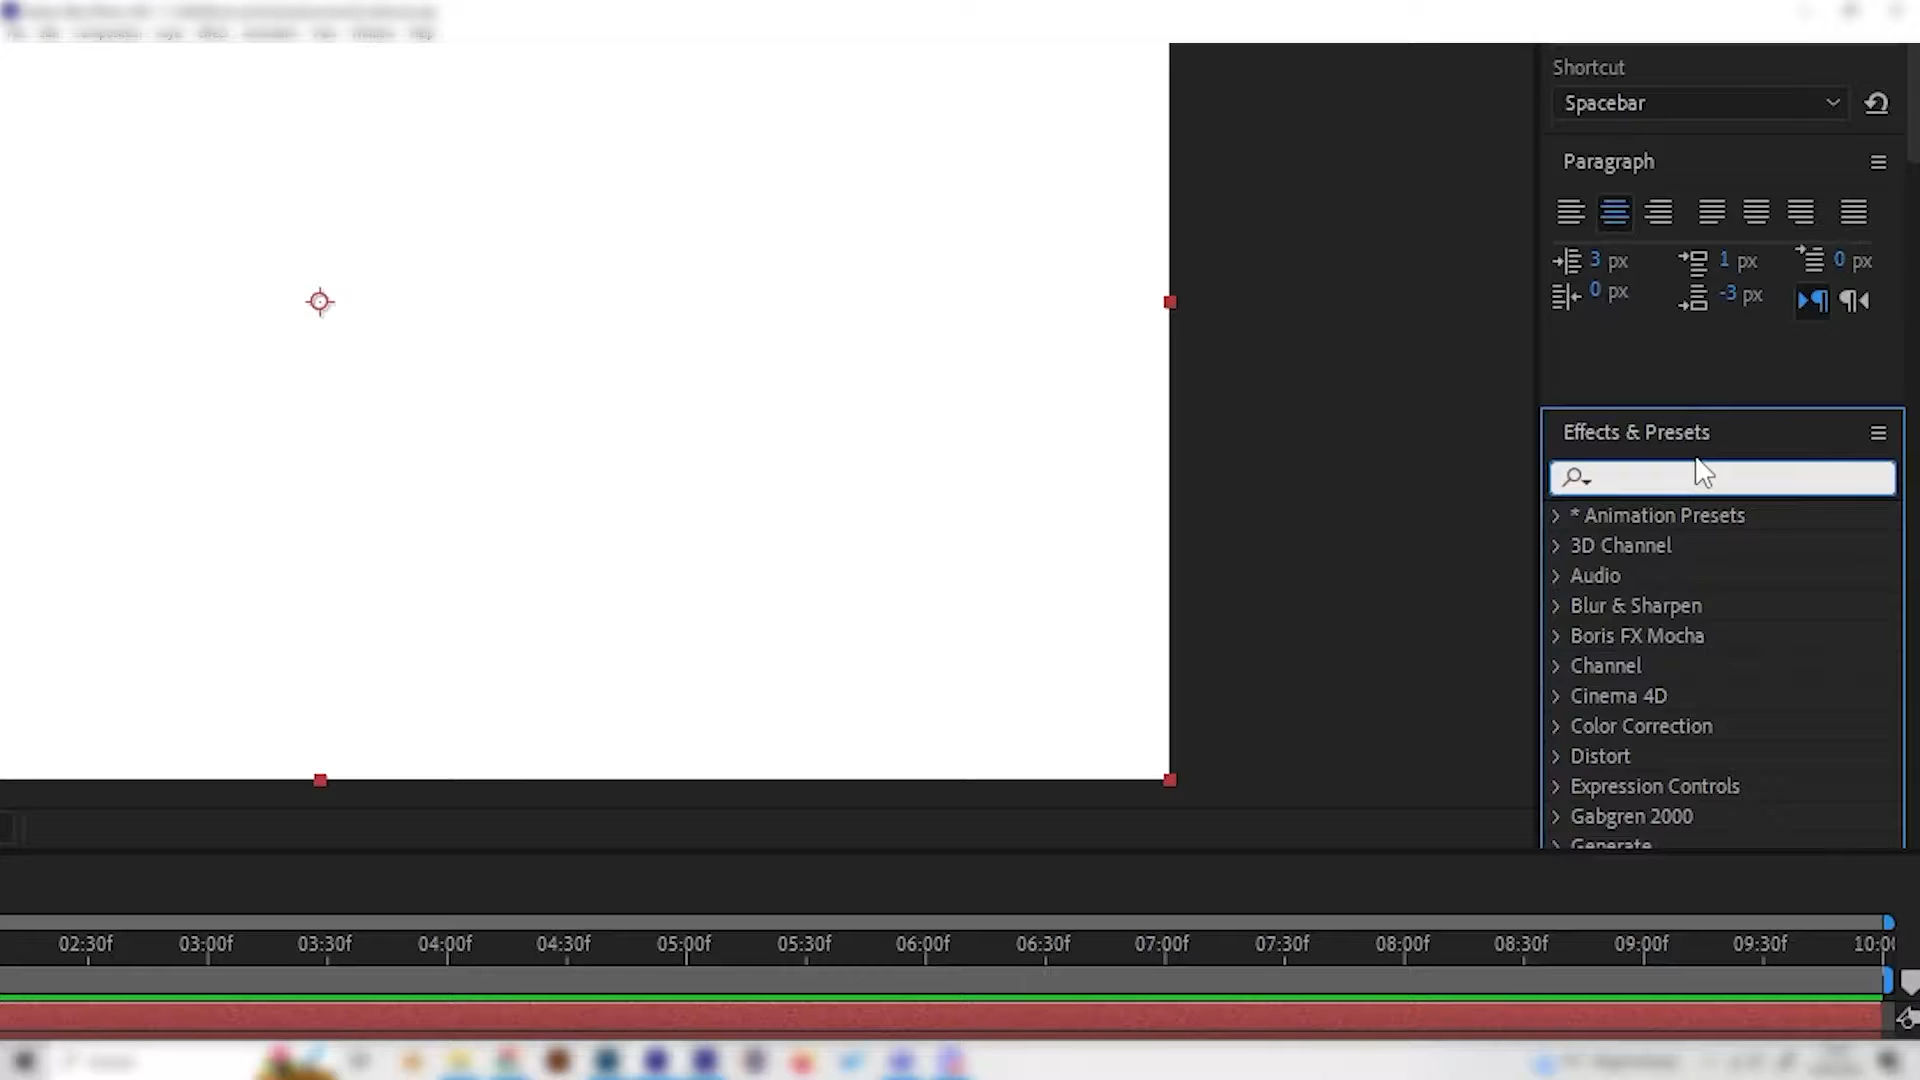 Shortcut
Spacebar
Paragraph
3 px 1 px 0 px
0 px -3 px
Effects & Presets
* Animation Presets
3D Channel
Audio
Blur & Sharpen
Boris FX Mocha
Channel
Cinema 4D
Color Correction
Distort
Expression Controls
Gabgren 2000
Generate
02:30f 03:00f 03:30f 04:00f 04:30f 05:00f 05:30f 06:00f 06:30f 07:00f 07:30f 08:00f 08:30f 09:00f 09:30f 10:00